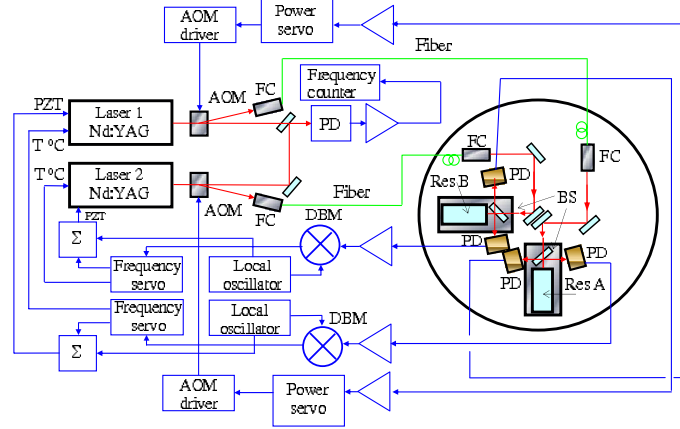 AOM
driver
Power
servo
Fiber
PZT
Laser 1
Nd:YAG
AOM
FC
Frequency
counter
PD
T ºC
T ºC
Laser 2
Nd:YAG
AOM
FC
Fiber
FC
FC
PD
Res.B
BS
PZT
Σ
DBM
Frequency
servo
Local
oscillator
PD
PD
PD
Res A
Frequency
servo
Local
oscillator
DBM
Σ
AOM
driver
Power
servo